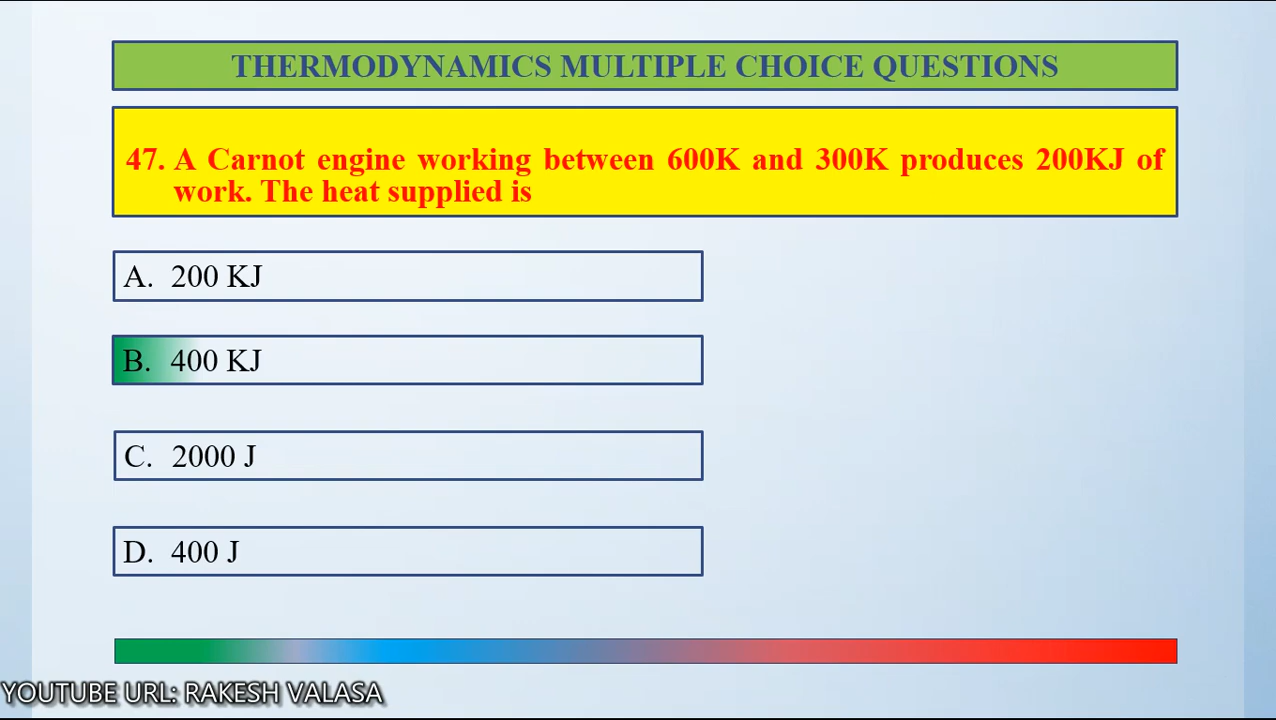 THERMODYNAMICS MULTIPLE CHOICE QUESTIONS
47. A Carnot engine working between 600K and 300K produces 200KJ of
work. The heat supplied is
A. 200 KJ
B. 400 KJ
C. 2000 J
D. 400 J
YOUTUBE URL: RAKESH VALASA